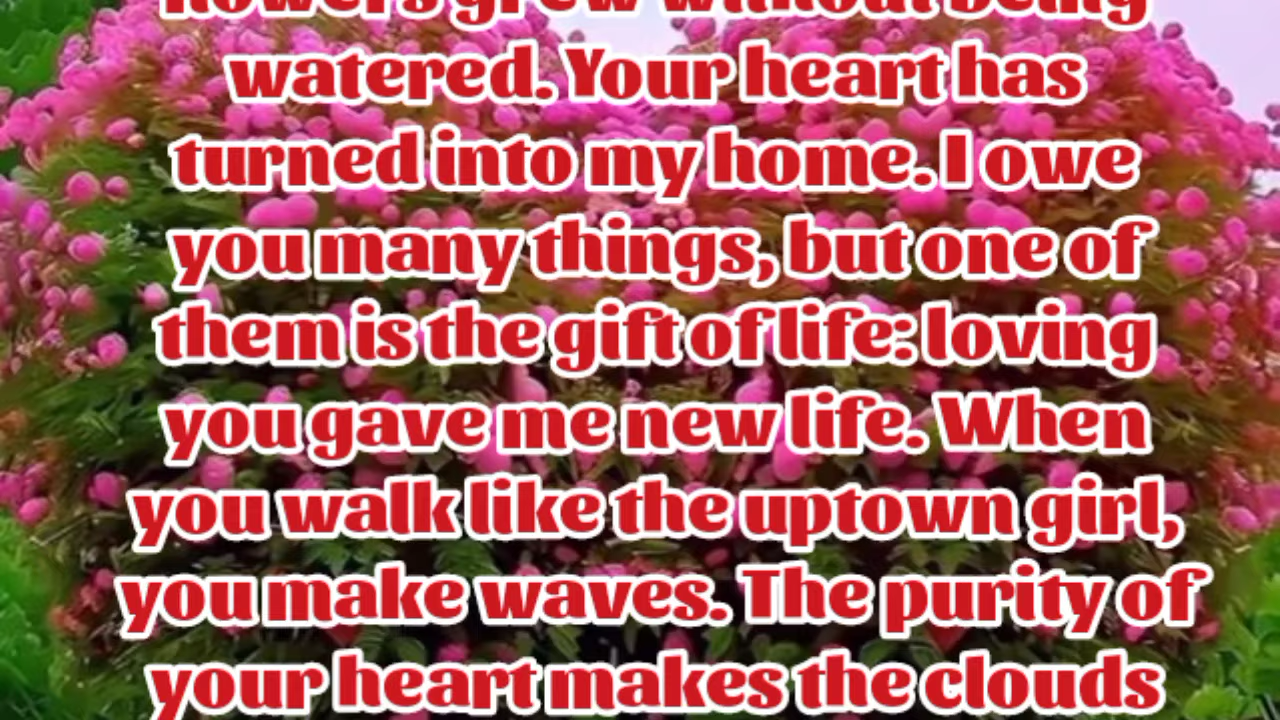 flowers grew without being
watered. Your heart has
turned into my home. I owe
you many things, but one of
them is the gift of life: loving
you gave me new life. When
you walk like the uptown girl,
you make waves. The purity of
your heart makes the clouds